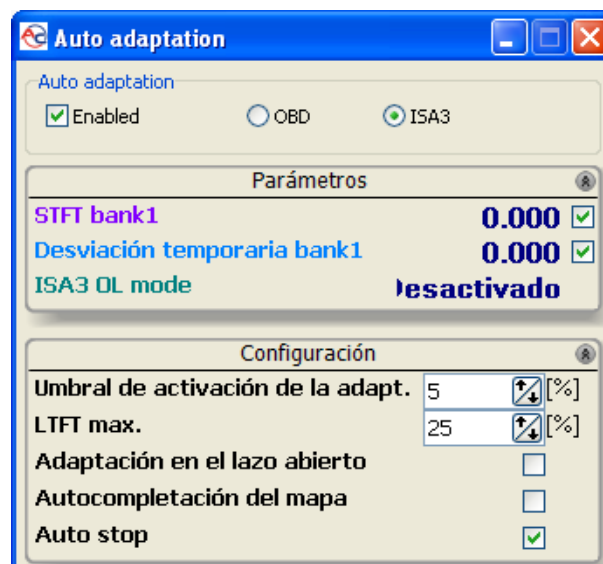 Auto adaptation
Auto adaptation
Enabled OBD ISA3
Parámetros
STFT bank1 0.000
Desviación temporaria bank1 0.000
ISA3 OL mode Desactivado
Configuración
Umbral de activación de la adapt. 5 [%]
LTFT max. 25 [%]
Adaptación en el lazo abierto
Autocompletación del mapa
Auto stop